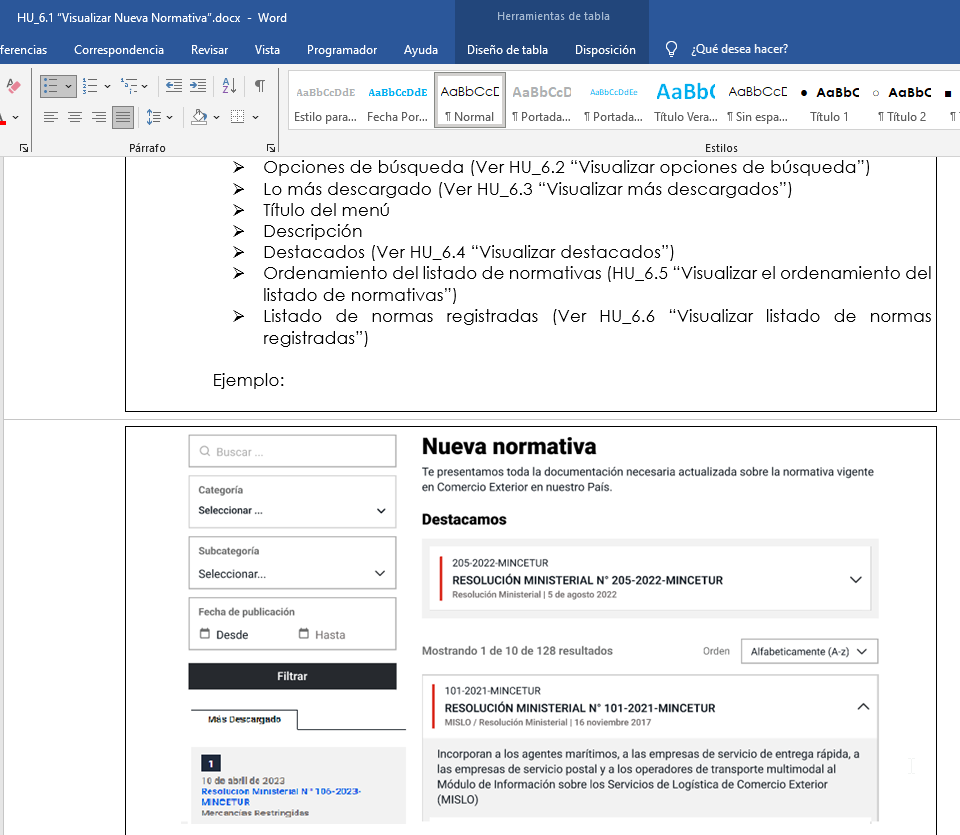 HU_6.1 “Visualizar Nueva Normativa”.docx - Word
Herramientas de tabla
ferencias Correspondencia Revisar Vista Programador Ayuda Diseño de tabla Disposición ¿Qué desea hacer?
AaBbCcDdE AaBbCcDdE AaBbCcD AaBbCcD AaBbCcDdEe AaBb( AaBbCcD AaBbC AaBbC
Estilo para... Fecha Por... ¶ Normal ¶ Portada... ¶ Portada... Título Vera... ¶ Sin espa... Título 1 ¶ Título 2
Párrafo Estilos
Opciones de búsqueda (Ver HU_6.2 “Visualizar opciones de búsqueda”)
Lo más descargado (Ver HU_6.3 “Visualizar más descargados”)
Título del menú
Descripción
Destacados (Ver HU_6.4 “Visualizar destacados”)
Ordenamiento del listado de normativas (HU_6.5 “Visualizar el ordenamiento del
listado de normativas”)
Listado de normas registradas (Ver HU_6.6 “Visualizar listado de normas
registradas”)
Ejemplo:
Buscar ...
Categoría
Seleccionar ...
Subcategoría
Seleccionar...
Fecha de publicación
Desde Hasta
Filtrar
Más Descargado
1
10 de abril de 2023
Resolución Ministerial N° 106-2023-
MINCETUR
Mercancías Restringidas
Nueva normativa
Te presentamos toda la documentación necesaria actualizada sobre la normativa vigente
en Comercio Exterior en nuestro País.
Destacamos
205-2022-MINCETUR
RESOLUCIÓN MINISTERIAL N° 205-2022-MINCETUR
Resolución Ministerial | 5 de agosto 2022
Mostrando 1 de 10 de 128 resultados
Orden Alfabeticamente (A-z)
101-2021-MINCETUR
RESOLUCIÓN MINISTERIAL N° 101-2021-MINCETUR
MISLO / Resolución Ministerial | 16 noviembre 2017
Incorporan a los agentes marítimos, a las empresas de servicio de entrega rápida, a
las empresas de servicio postal y a los operadores de transporte multimodal al
Módulo de Información sobre los Servicios de Logística de Comercio Exterior
(MISLO)